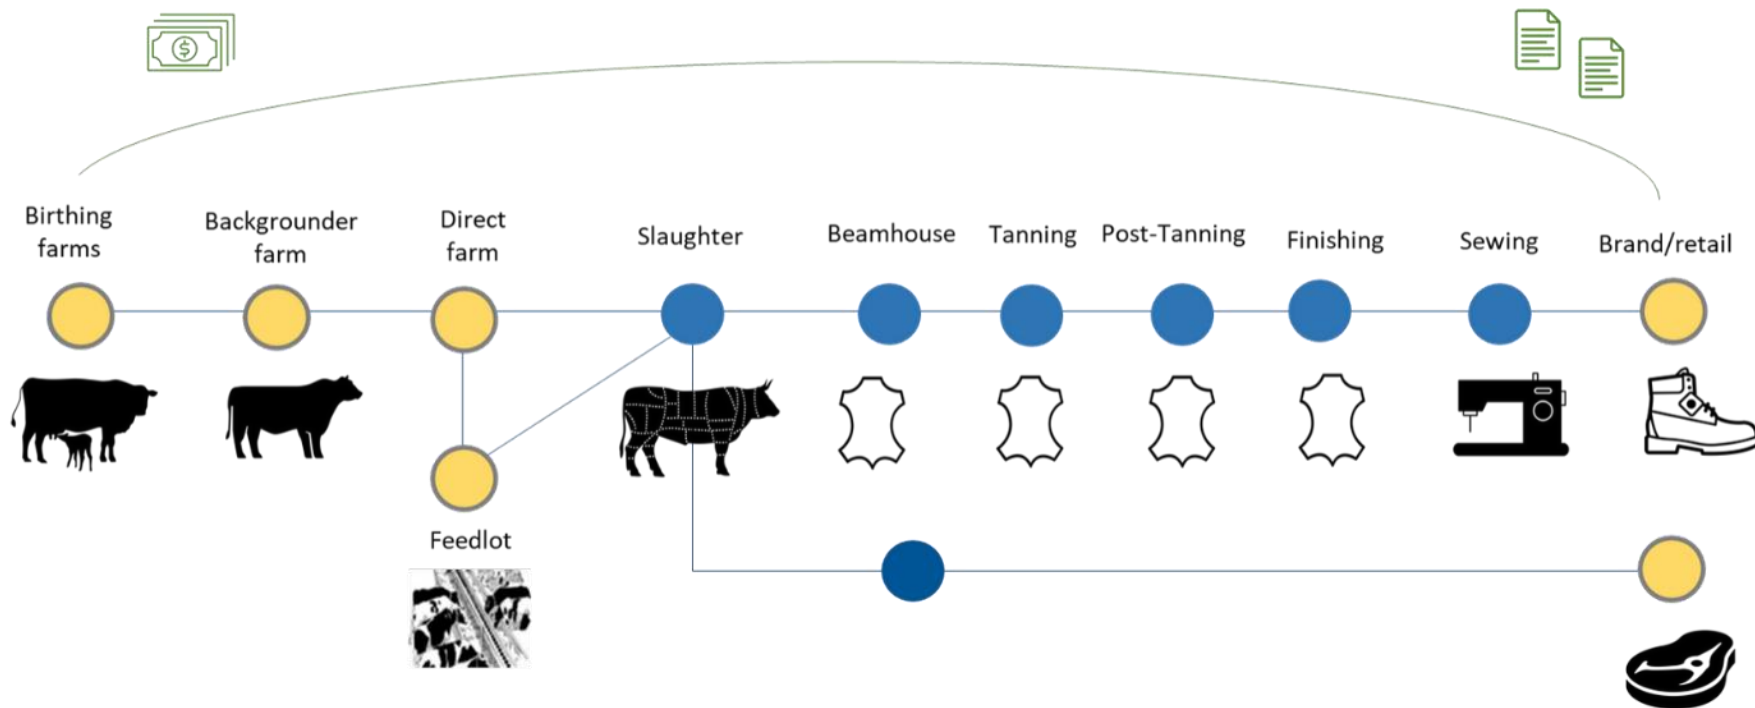 Birthing
farms
Backgrounder
farm
Direct
farm
Slaughter
Beamhouse
Tanning
Post-Tanning
Finishing
Sewing
Brand/retail
Feedlot
$